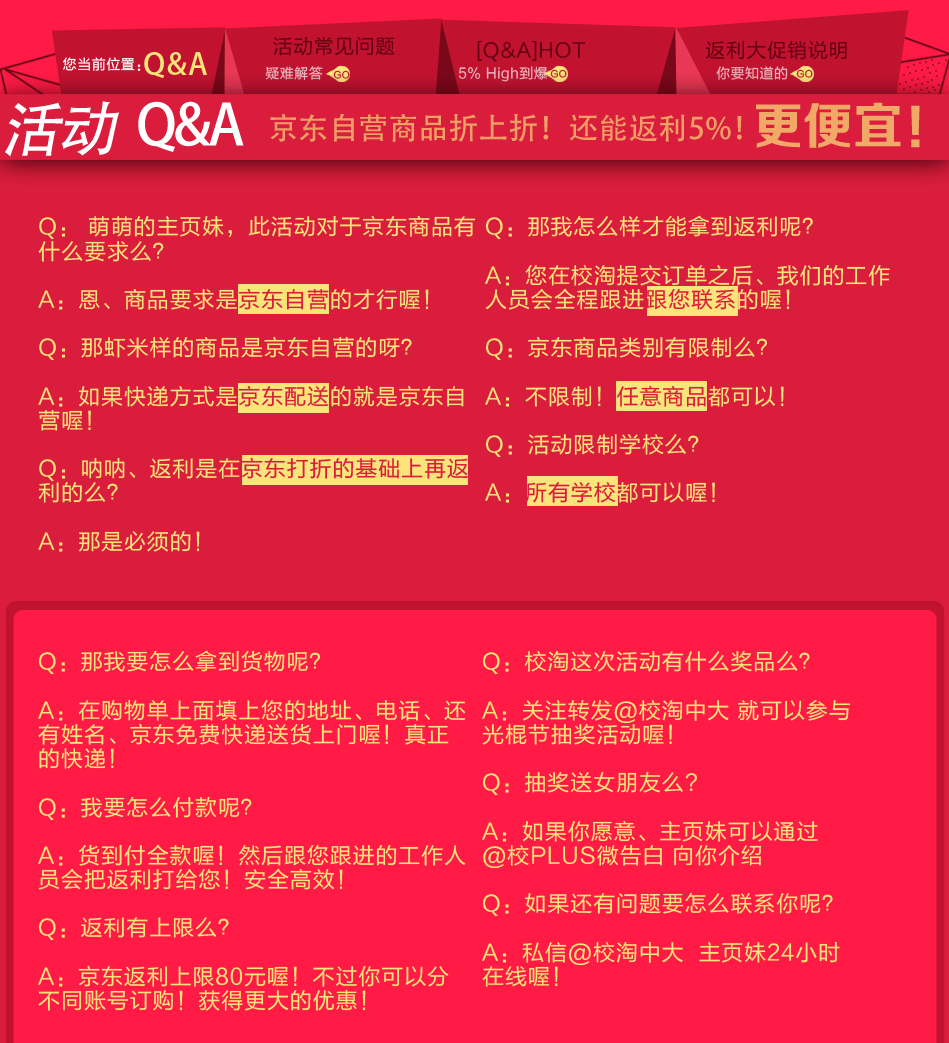 您当前位置:Q&A
活动常见问题
疑难解答 GO
[Q&A]HOT
5% High到爆 GO
返利大促销说明
你要知道的 GO
活动 Q&A 京东自营商品折上折！还能返利5%！更便宜！
Q： 萌萌的主页妹，此活动对于京东商品有
什么要求么？
A：恩、商品要求是京东自营的才行喔！
Q：那虾米样的商品是京东自营的呀？
A：如果快递方式是京东配送的就是京东自
营喔！
Q：呐呐、返利是在京东打折的基础上再返
利的么？
A：那是必须的！
Q：那我怎么样才能拿到返利呢？
A：您在校淘提交订单之后、我们的工作
人员会全程跟进跟您联系的喔！
Q：京东商品类别有限制么？
A：不限制！任意商品都可以！
Q：活动限制学校么？
A：所有学校都可以喔！
Q：那我要怎么拿到货物呢？
A：在购物单上面填上您的地址、电话、还
有姓名、京东免费快递送货上门喔！真正
的快递！
Q：我要怎么付款呢？
A：货到付全款喔！然后跟您跟进的工作人
员会把返利打给您！安全高效！
Q：返利有上限么？
A：京东返利上限80元喔！不过你可以分
不同账号订购！获得更大的优惠！
Q：校淘这次活动有什么奖品么？
A：关注转发@校淘中大 就可以参与
光棍节抽奖活动喔！
Q：抽奖送女朋友么？
A：如果你愿意、主页妹可以通过
@校PLUS微告白 向你介绍
Q：如果还有问题要怎么联系你呢？
A：私信@校淘中大 主页妹24小时
在线喔！